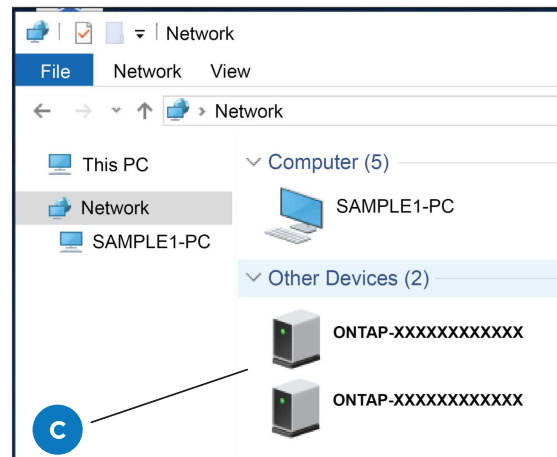 Network
File Network View
Network
This PC
Network
SAMPLE1-PC
Computer (5)
SAMPLE1-PC
Other Devices (2)
ONTAP-XXXXXXXXXXXX
ONTAP-XXXXXXXXXXXX
C